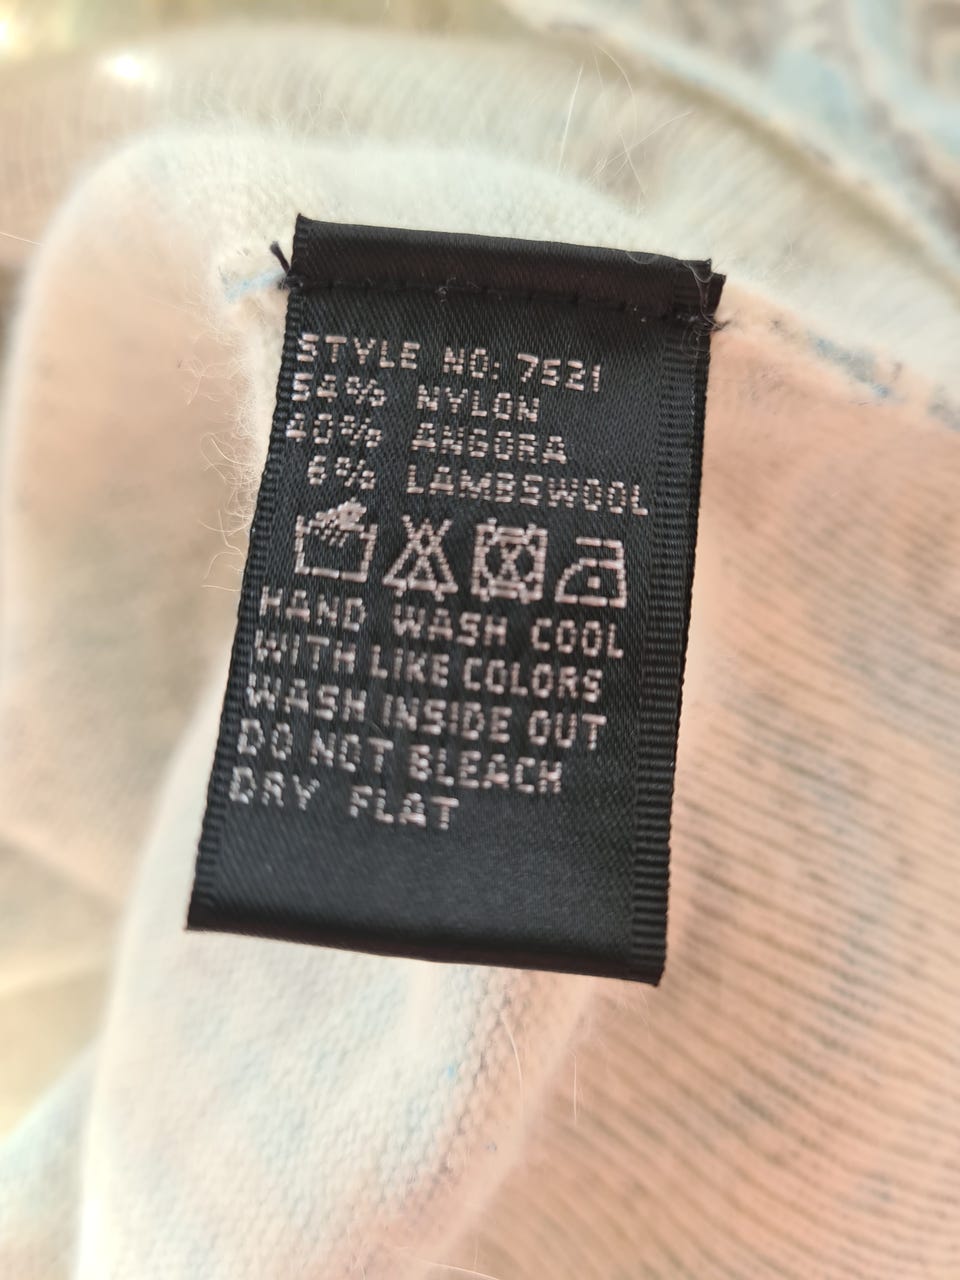 STYLE NO: 7521
54% NYLON
40% ANGORA
6% LAMBSWOOL
HAND WASH COOL
WITH LIKE COLORS
WASH INSIDE OUT
DO NOT BLEACH
DRY FLAT